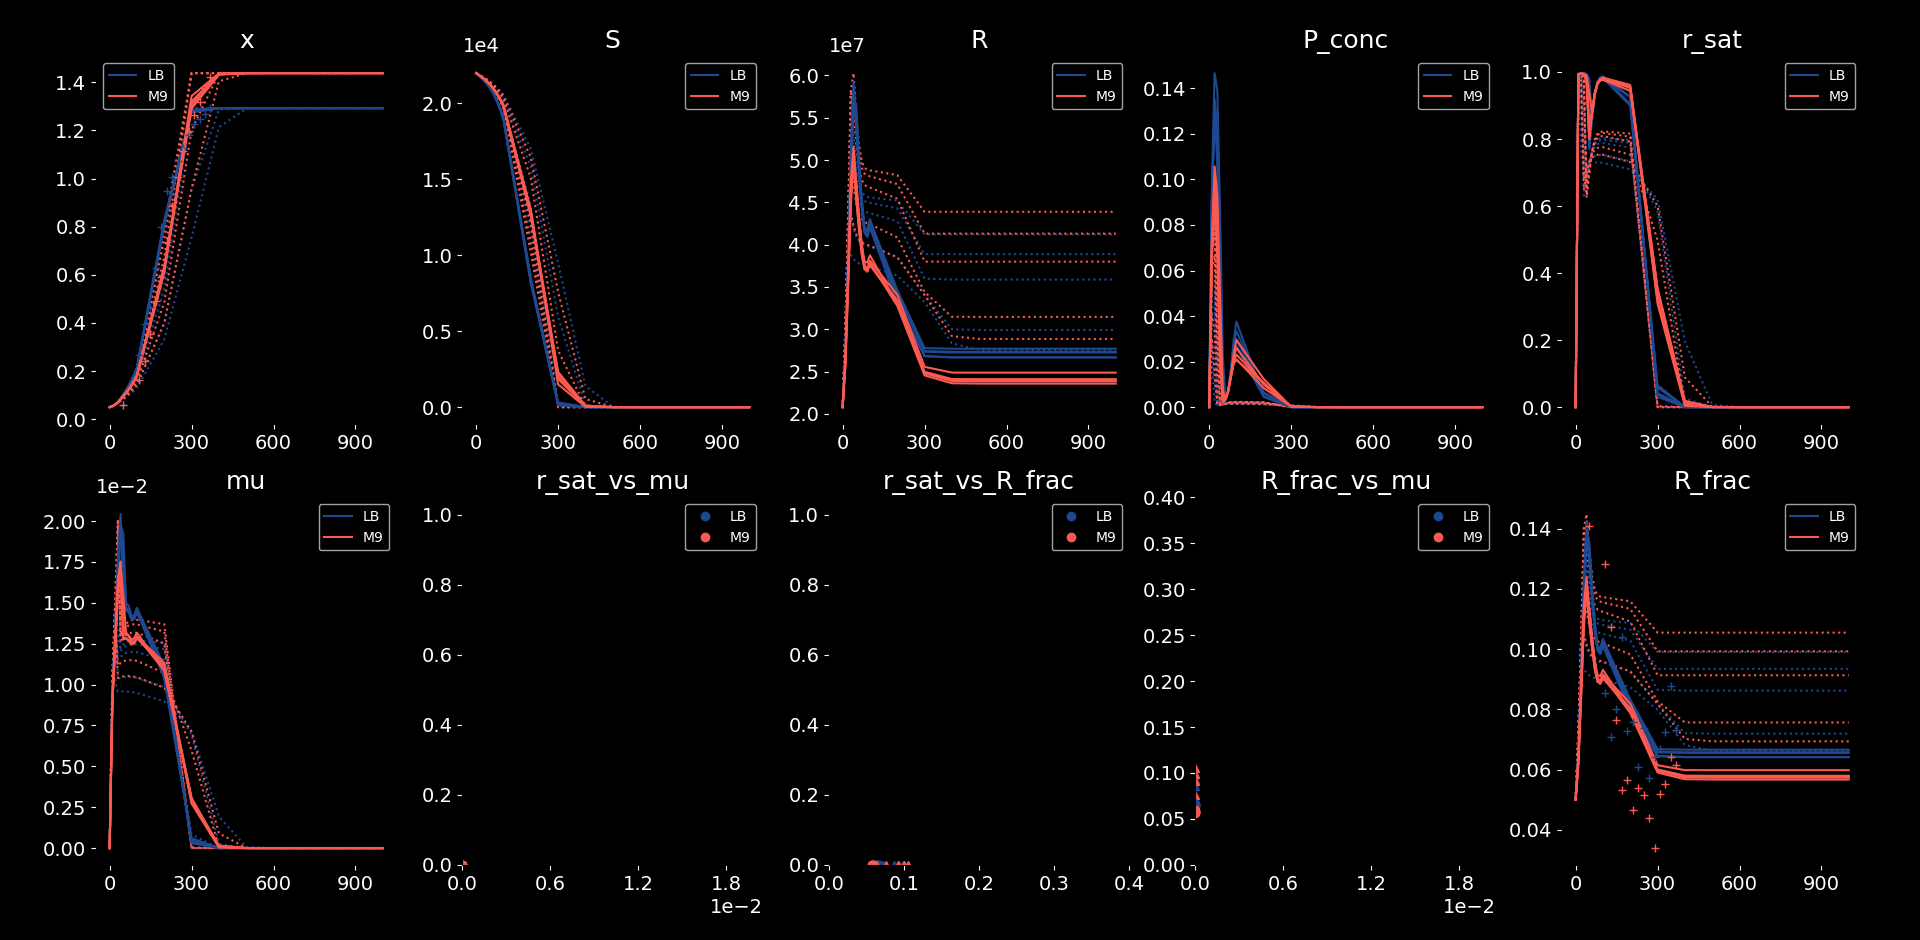 x
LB
M9
1.4
1.2
1.0
0.8
0.6
0.4
0.2
0.0
0 300 600 900
1e4
S
LB
M9
2.0
1.5
1.0
0.5
0.0
0 300 600 900
1e7
R
LB
M9
6.0
5.5
5.0
4.5
4.0
3.5
3.0
2.5
2.0
0 300 600 900
P_conc
LB
M9
0.14
0.12
0.10
0.08
0.06
0.04
0.02
0.00
0 300 600 900
r_sat
LB
M9
1.0
0.8
0.6
0.4
0.2
0.0
0 300 600 900
1e−2
mu
LB
M9
2.00
1.75
1.50
1.25
1.00
0.75
0.50
0.25
0.00
0 300 600 900
r_sat_vs_mu
LB
M9
1.0
0.8
0.6
0.4
0.2
0.0
0.0 0.6 1.2 1.8
1e−2
r_sat_vs_R_frac
LB
M9
1.0
0.8
0.6
0.4
0.2
0.0
0.0 0.1 0.2 0.3 0.4
R_frac_vs_mu
LB
M9
0.40
0.35
0.30
0.25
0.20
0.15
0.10
0.05
0.00
0.0 0.6 1.2 1.8
1e−2
R_frac
LB
M9
0.14
0.12
0.10
0.08
0.06
0.04
0 300 600 900